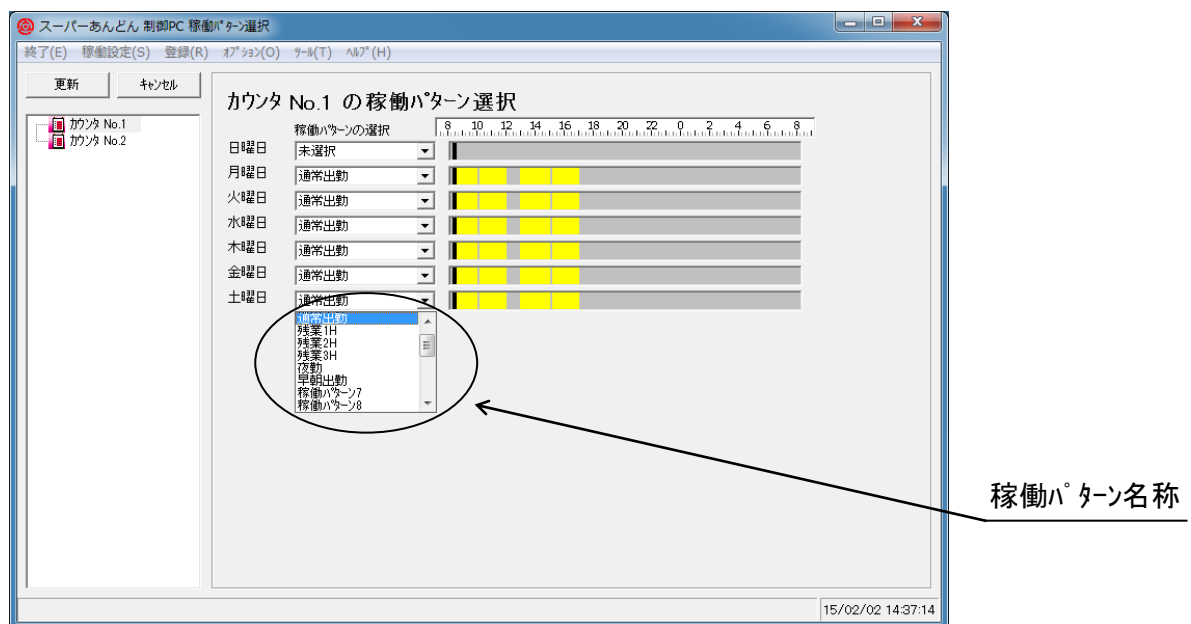 スーパーあんどん 制御PC 稼働ﾊﾟﾀｰﾝ選択
終了(E) 稼働設定(S) 登録(R) ｵﾌﾟｼｮﾝ(O) ﾂｰﾙ(T) ﾍﾙﾌﾟ(H)
更新 ｷｬﾝｾﾙ
ｶｳﾝﾀ No.1
ｶｳﾝﾀ No.2
ｶｳﾝﾀ No.1 の稼働ﾊﾟﾀｰﾝ選択
稼働ﾊﾟﾀｰﾝの選択 8 10 12 14 16 18 20 22 0 2 4 6 8
日曜日 未選択
月曜日 通常出勤
火曜日 通常出勤
水曜日 通常出勤
木曜日 通常出勤
金曜日 通常出勤
土曜日 通常出勤
通常出勤
残業1H
残業2H
残業3H
夜勤
早朝出勤
稼働ﾊﾟﾀｰﾝ7
稼働ﾊﾟﾀｰﾝ8
稼働ﾊﾟﾀｰﾝ名称
15/02/02 14:37:14